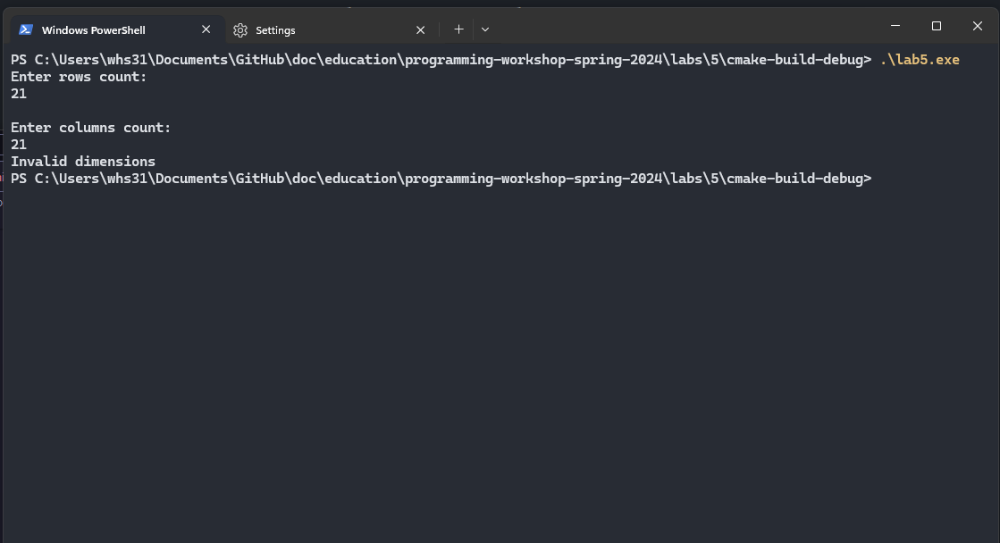 Windows PowerShell
Settings
PS C:\Users\whs31\Documents\GitHub\doc\education\programming-workshop-spring-2024\labs\5\cmake-build-debug> .\lab5.exe
Enter rows count:
21
Enter columns count:
21
Invalid dimensions
PS C:\Users\whs31\Documents\GitHub\doc\education\programming-workshop-spring-2024\labs\5\cmake-build-debug>